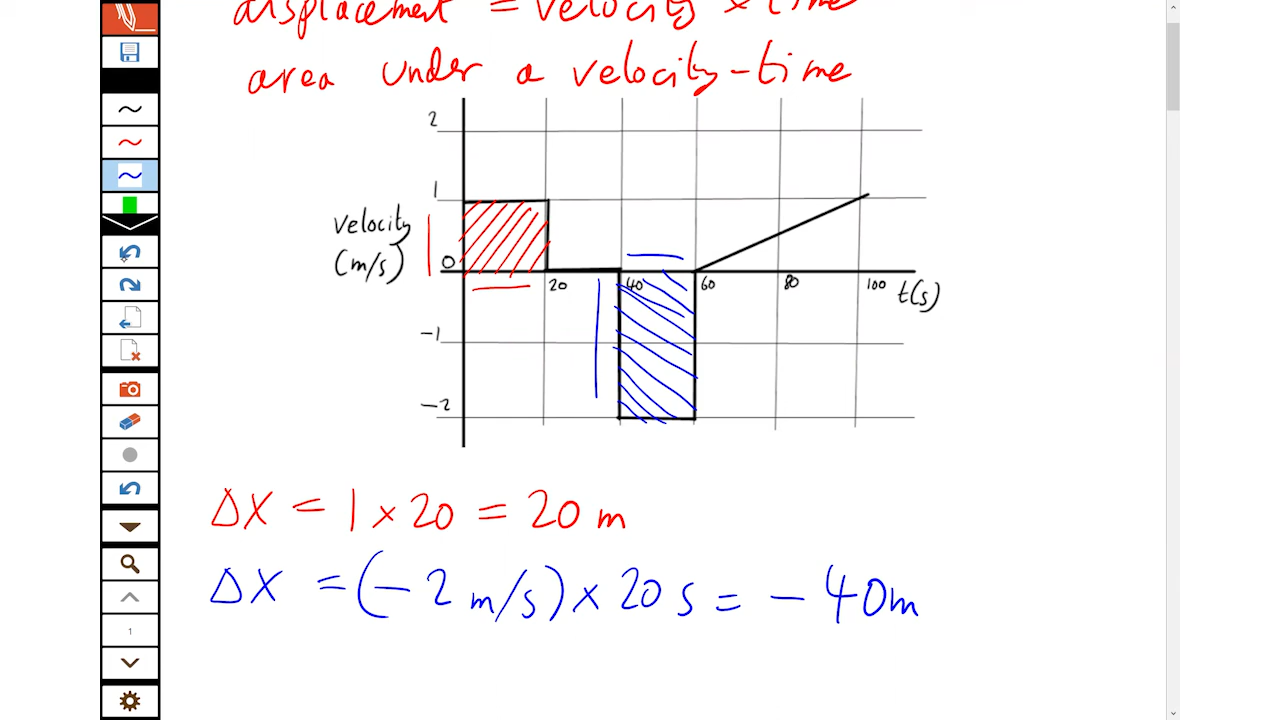 displacement = velocity × time
area under a velocity-time
2
1
velocity
(m/s)
0
20
40
60
80
100
t(s)
-1
-2
Δx = 1 × 20 = 20 m
Δx = (-2 m/s) × 20 s = -40m
1